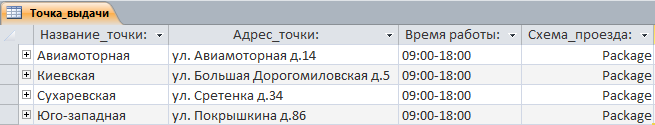 Точка_выдачи
Название_точки: Адрес_точки: Время работы: Схема_проезда:
Авиамоторная ул. Авиамоторная д.14 09:00-18:00 Package
Киевская ул. Большая Дорогомиловская д.5 09:00-18:00 Package
Сухаревская ул. Сретенка д.34 09:00-18:00 Package
Юго-западная ул. Покрышкина д.86 09:00-18:00 Package